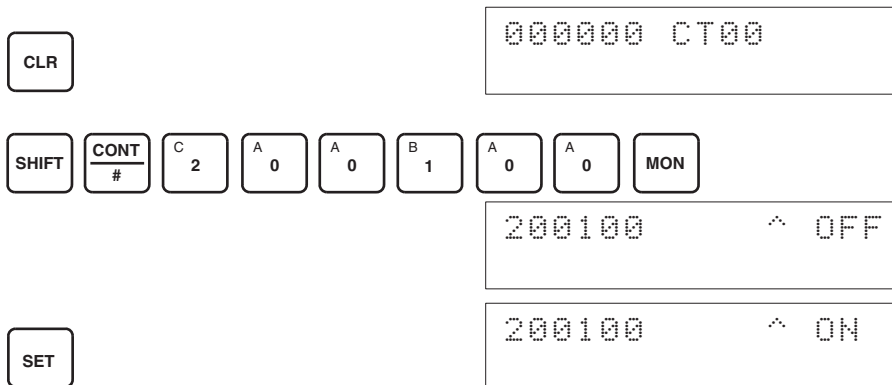 000000 CT00
CLR
SHIFT CONT # C 2 A 0 A 0 B 1 A 0 A 0 MON
200100 ^ OFF
200100 ^ ON
SET